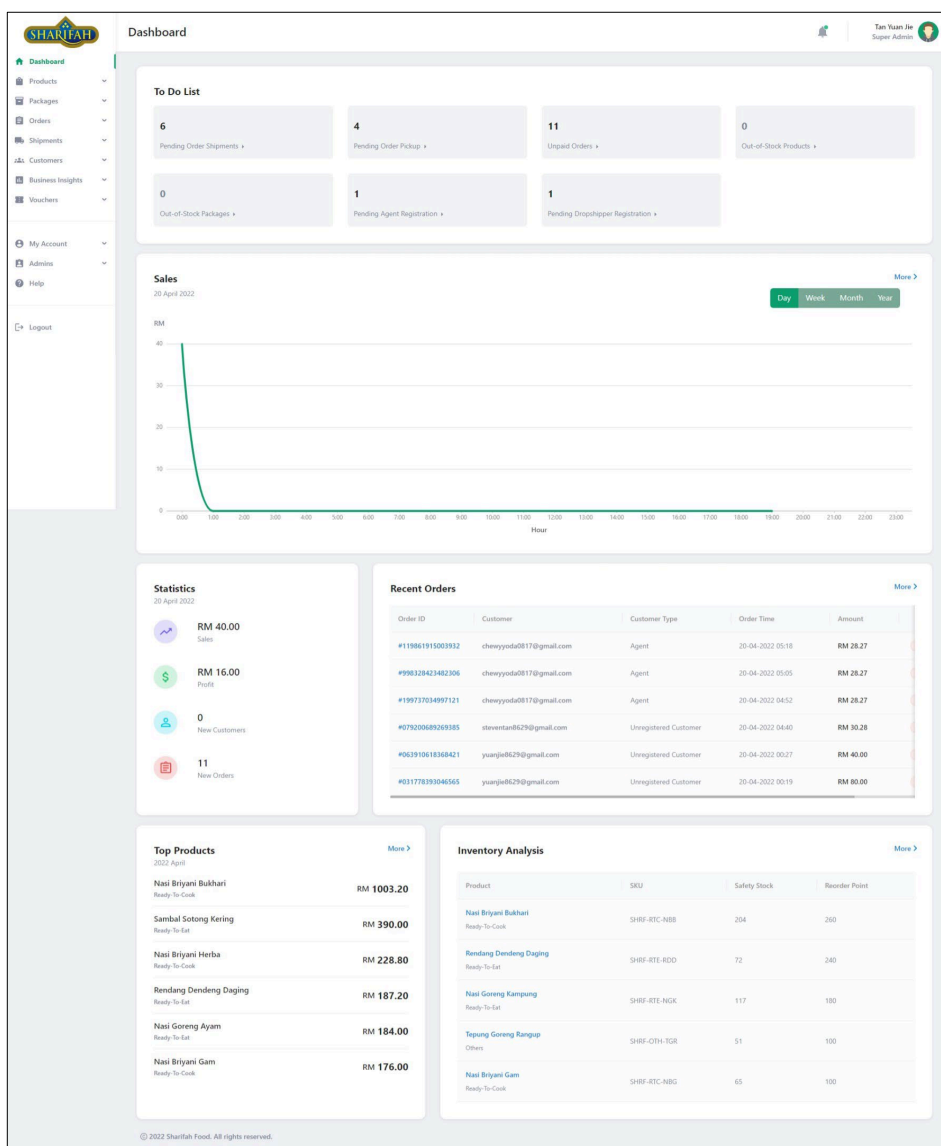 SHARIFAH
Dashboard
Tan Yuan Jie
Super Admin
Dashboard
Products
Packages
Orders
Shipments
Customers
Business Insights
Vouchers
My Account
Admins
Help
Logout
To Do List
6
Pending Order Shipments
4
Pending Order Pickup
11
Unpaid Orders
0
Out-of-Stock Products
0
Out-of-Stock Packages
1
Pending Agent Registration
1
Pending Dropshipper Registration
Sales
More
20 April 2022
Day Week Month Year
RM
40
30
20
10
0
0:00 1:00 2:00 3:00 4:00 5:00 6:00 7:00 8:00 9:00 10:00 11:00 12:00 13:00 14:00 15:00 16:00 17:00 18:00 19:00 20:00 21:00 22:00 23:00
Hour
Statistics
20 April 2022
RM 40.00
Sales
RM 16.00
Profit
0
New Customers
11
New Orders
Recent Orders
More
Order ID Customer Customer Type Order Time Amount
#119861915003932 chewyyoda0817@gmail.com Agent 20-04-2022 05:18 RM 28.27
#998328423482306 chewyyoda0817@gmail.com Agent 20-04-2022 05:05 RM 28.27
#199737034997121 chewyyoda0817@gmail.com Agent 20-04-2022 04:52 RM 28.27
#079200689269385 steventan8629@gmail.com Unregistered Customer 20-04-2022 04:40 RM 30.28
#063910618368421 yuanjie8629@gmail.com Unregistered Customer 20-04-2022 00:27 RM 40.00
#031778393046565 yuanjie8629@gmail.com Unregistered Customer 20-04-2022 00:19 RM 80.00
Top Products
More
2022 April
Nasi Briyani Bukhari
Ready-To-Cook
RM 1003.20
Sambal Sotong Kering
Ready-To-Eat
RM 390.00
Nasi Briyani Herba
Ready-To-Cook
RM 228.80
Rendang Dendeng Daging
Ready-To-Eat
RM 187.20
Nasi Goreng Ayam
Ready-To-Eat
RM 184.00
Nasi Briyani Gam
Ready-To-Cook
RM 176.00
Inventory Analysis
More
Product SKU Safety Stock Reorder Point
Nasi Briyani Bukhari
Ready-To-Cook
SHRF-RTC-NBB 204 260
Rendang Dendeng Daging
Ready-To-Eat
SHRF-RTE-RDD 72 240
Nasi Goreng Kampung
Ready-To-Eat
SHRF-RTE-NGK 117 180
Tepung Goreng Rangup
Others
SHRF-OTH-TGR 51 100
Nasi Briyani Gam
Ready-To-Cook
SHRF-RTC-NBG 65 100
© 2022 Sharifah Food. All rights reserved.